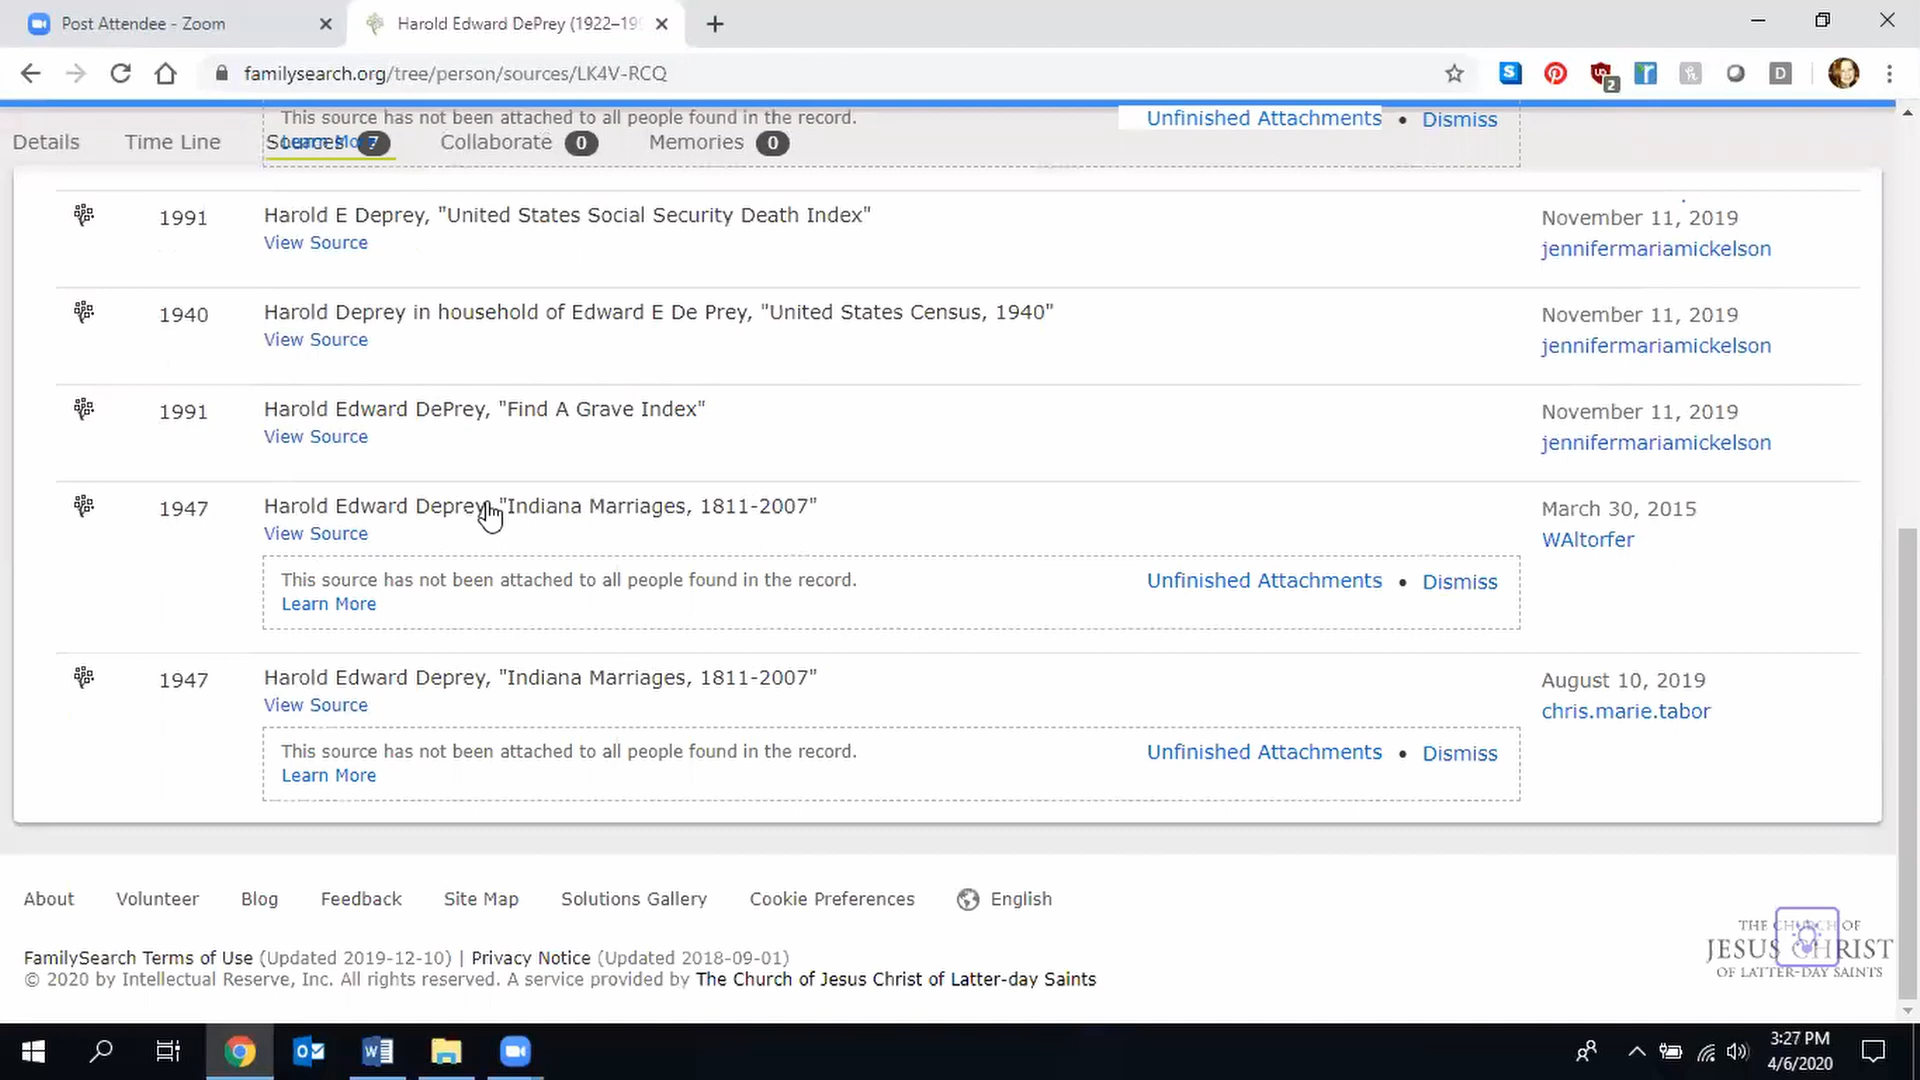 Post Attendee - Zoom
Harold Edward DePrey (1922–19
familysearch.org/tree/person/sources/LK4V-RCQ
2
D
This source has not been attached to all people found in the record.
Unfinished Attachments • Dismiss
Details Time Line Sources 7 Collaborate 0 Memories 0
1991 Harold E Deprey, "United States Social Security Death Index" November 11, 2019
View Source jennifermariamickelson
1940 Harold Deprey in household of Edward E De Prey, "United States Census, 1940" November 11, 2019
View Source jennifermariamickelson
1991 Harold Edward DePrey, "Find A Grave Index" November 11, 2019
View Source jennifermariamickelson
1947 Harold Edward Deprey, "Indiana Marriages, 1811-2007" March 30, 2015
View Source WAltorfer
This source has not been attached to all people found in the record. Unfinished Attachments • Dismiss
Learn More
1947 Harold Edward Deprey, "Indiana Marriages, 1811-2007" August 10, 2019
View Source chris.marie.tabor
This source has not been attached to all people found in the record. Unfinished Attachments • Dismiss
Learn More
About Volunteer Blog Feedback Site Map Solutions Gallery Cookie Preferences English
THE CHURCH OF
JESUS CHRIST
OF LATTER-DAY SAINTS
FamilySearch Terms of Use (Updated 2019-12-10) | Privacy Notice (Updated 2018-09-01)
© 2020 by Intellectual Reserve, Inc. All rights reserved. A service provided by The Church of Jesus Christ of Latter-day Saints
3:27 PM
4/6/2020